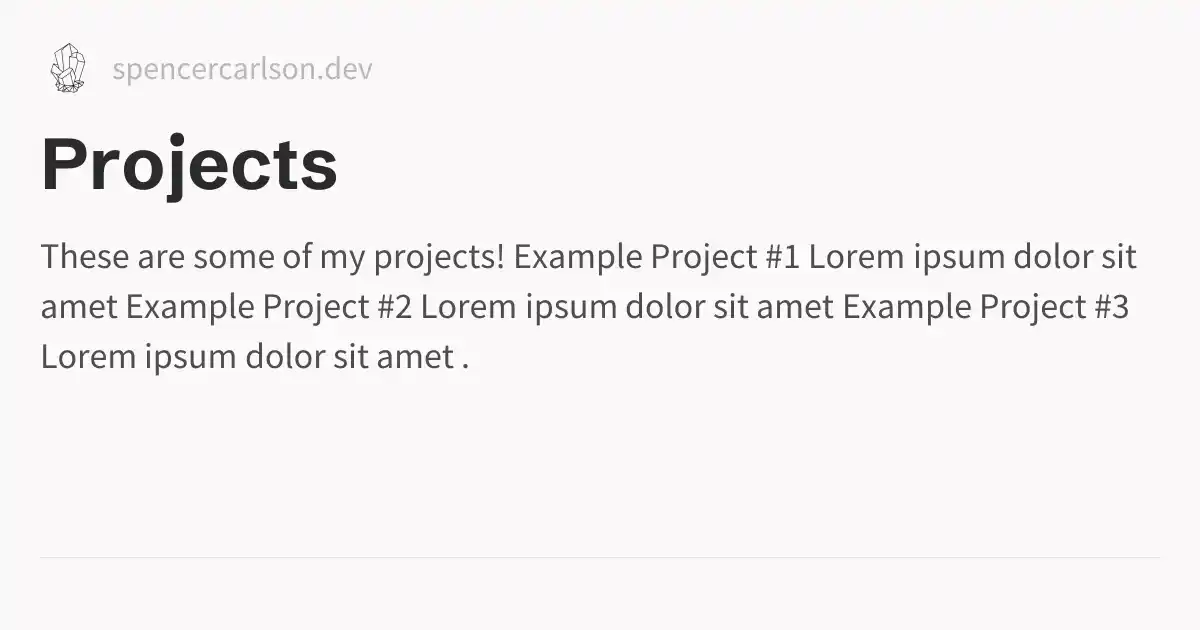 spencercarlson.dev
Projects
These are some of my projects! Example Project #1 Lorem ipsum dolor sit
amet Example Project #2 Lorem ipsum dolor sit amet Example Project #3
Lorem ipsum dolor sit amet .